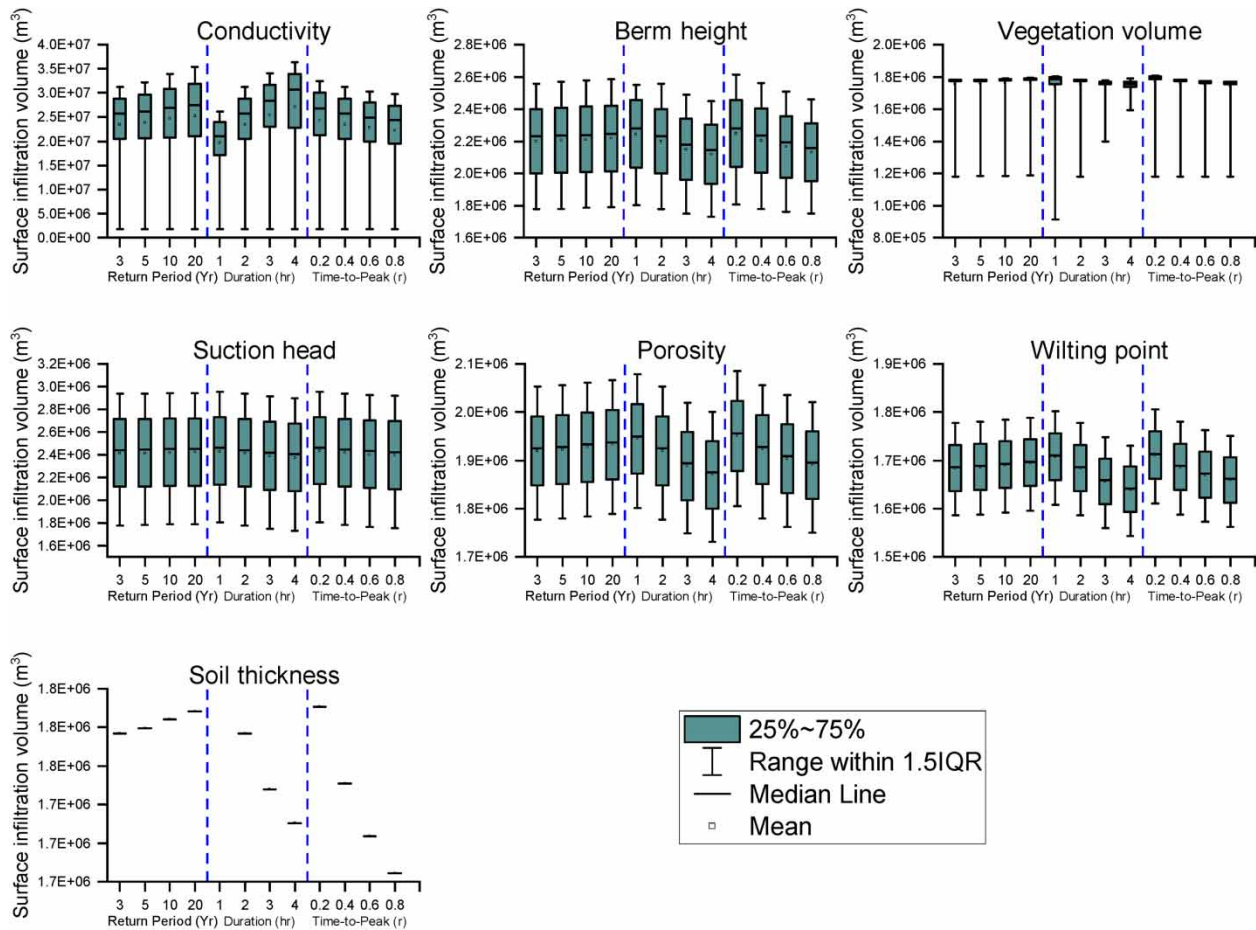 Conductivity
Surface infiltration volume (m³)
4.0E+07
3.5E+07
3.0E+07
2.5E+07
2.0E+07
1.5E+07
1.0E+07
5.0E+06
0.0E+00
3 5 10 20 1 2 3 4 0.2 0.4 0.6 0.8
Return Period (Yr) Duration (hr) Time-to-Peak (r)
Berm height
Surface infiltration volume (m³)
2.8E+06
2.6E+06
2.4E+06
2.2E+06
2.0E+06
1.8E+06
1.6E+06
3 5 10 20 1 2 3 4 0.2 0.4 0.6 0.8
Return Period (Yr) Duration (hr) Time-to-Peak (r)
Vegetation volume
Surface infiltration volume (m³)
2.0E+06
1.8E+06
1.6E+06
1.4E+06
1.2E+06
1.0E+06
8.0E+05
3 5 10 20 1 2 3 4 0.2 0.4 0.6 0.8
Return Period (Yr) Duration (hr) Time-to-Peak (r)
Suction head
Surface infiltration volume (m³)
3.2E+06
3.0E+06
2.8E+06
2.6E+06
2.4E+06
2.2E+06
2.0E+06
1.8E+06
1.6E+06
3 5 10 20 1 2 3 4 0.2 0.4 0.6 0.8
Return Period (Yr) Duration (hr) Time-to-Peak (r)
Porosity
Surface infiltration volume (m³)
2.1E+06
2.0E+06
1.9E+06
1.8E+06
1.7E+06
3 5 10 20 1 2 3 4 0.2 0.4 0.6 0.8
Return Period (Yr) Duration (hr) Time-to-Peak (r)
Wilting point
Surface infiltration volume (m³)
1.9E+06
1.8E+06
1.7E+06
1.6E+06
1.5E+06
3 5 10 20 1 2 3 4 0.2 0.4 0.6 0.8
Return Period (Yr) Duration (hr) Time-to-Peak (r)
Soil thickness
Surface infiltration volume (m³)
1.8E+06
1.8E+06
1.8E+06
1.7E+06
1.7E+06
1.7E+06
3 5 10 20 1 2 3 4 0.2 0.4 0.6 0.8
Return Period (Yr) Duration (hr) Time-to-Peak (r)
25%~75%
Range within 1.5IQR
Median Line
Mean